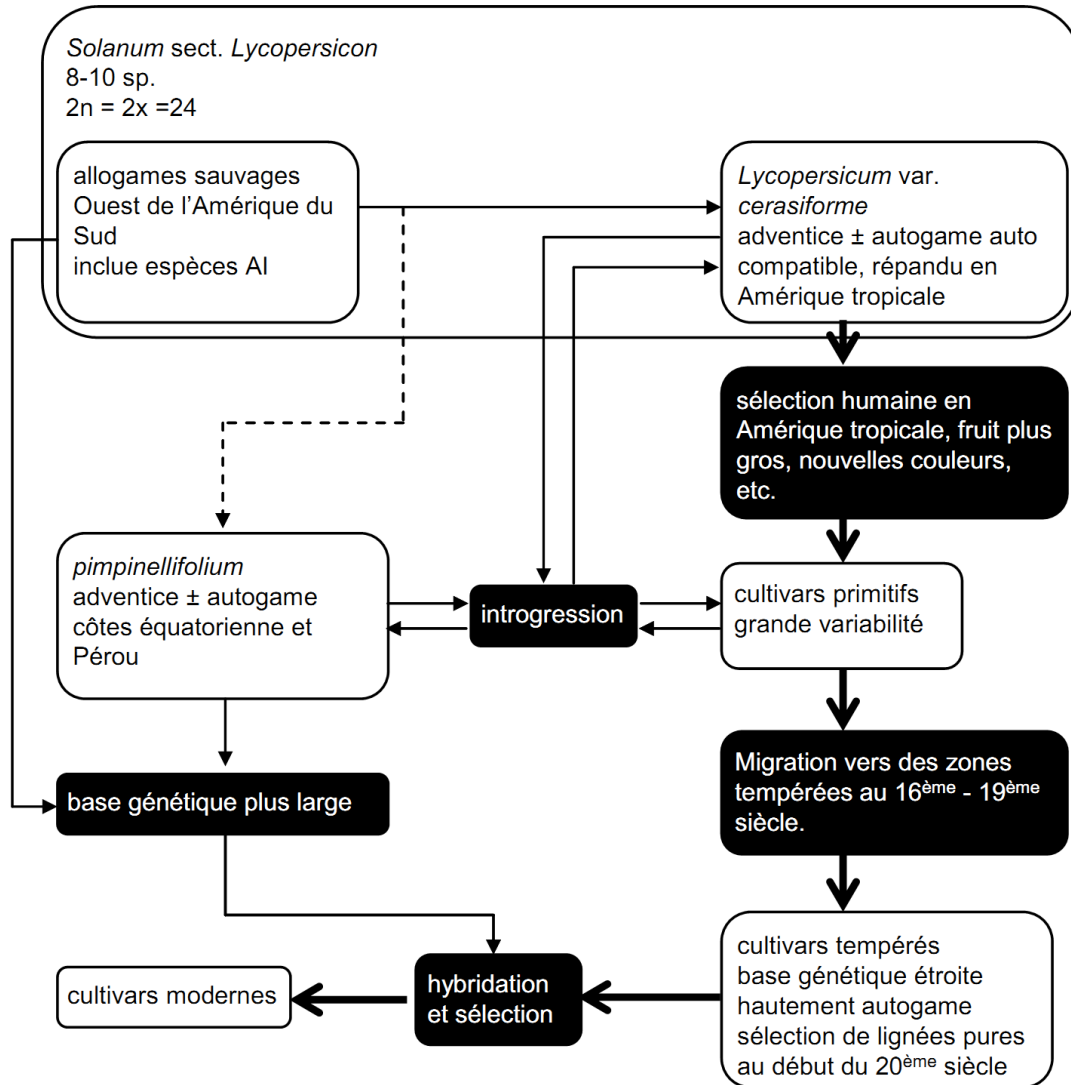 Solanum sect. Lycopersicon
8-10 sp.
2n = 2x =24
allogames sauvages
Ouest de l'Amérique du
Sud
inclue espèces AI
Lycopersicum var.
cerasiforme
adventice ± autogame auto
compatible, répandu en
Amérique tropicale
sélection humaine en
Amérique tropicale, fruit plus
gros, nouvelles couleurs,
etc.
pimpinellifolium
adventice ± autogame
côtes équatorienne et
Pérou
introgression
cultivars primitifs
grande variabilité
base génétique plus large
Migration vers des zones
tempérées au 16ème - 19ème
siècle.
cultivars modernes
hybridation
et sélection
cultivars tempérés
base génétique étroite
hautement autogame
sélection de lignées pures
au début du 20ème siècle